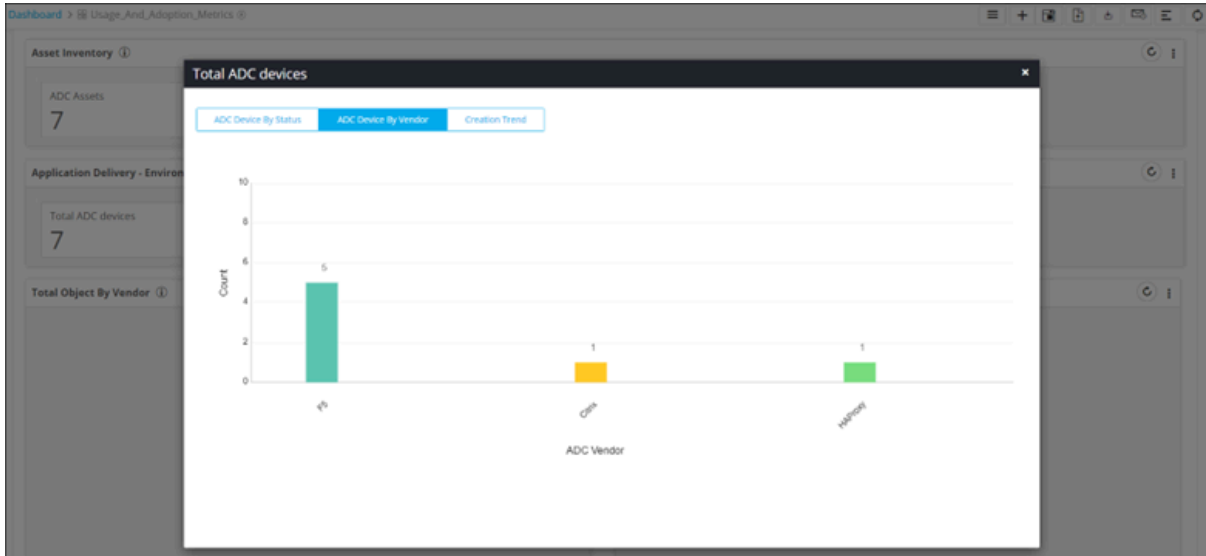 Dashboard > Usage_And_Adoption_Metrics
Asset Inventory
ADC Assets
7
Application Delivery - Environ
Total ADC devices
7
Total Object By Vendor
Total ADC devices
×
ADC Device By Status
ADC Device By Vendor
Creation Trend
10
8
6
4
2
0
Count
5
1
1
F5
Citrix
HAProxy
ADC Vendor